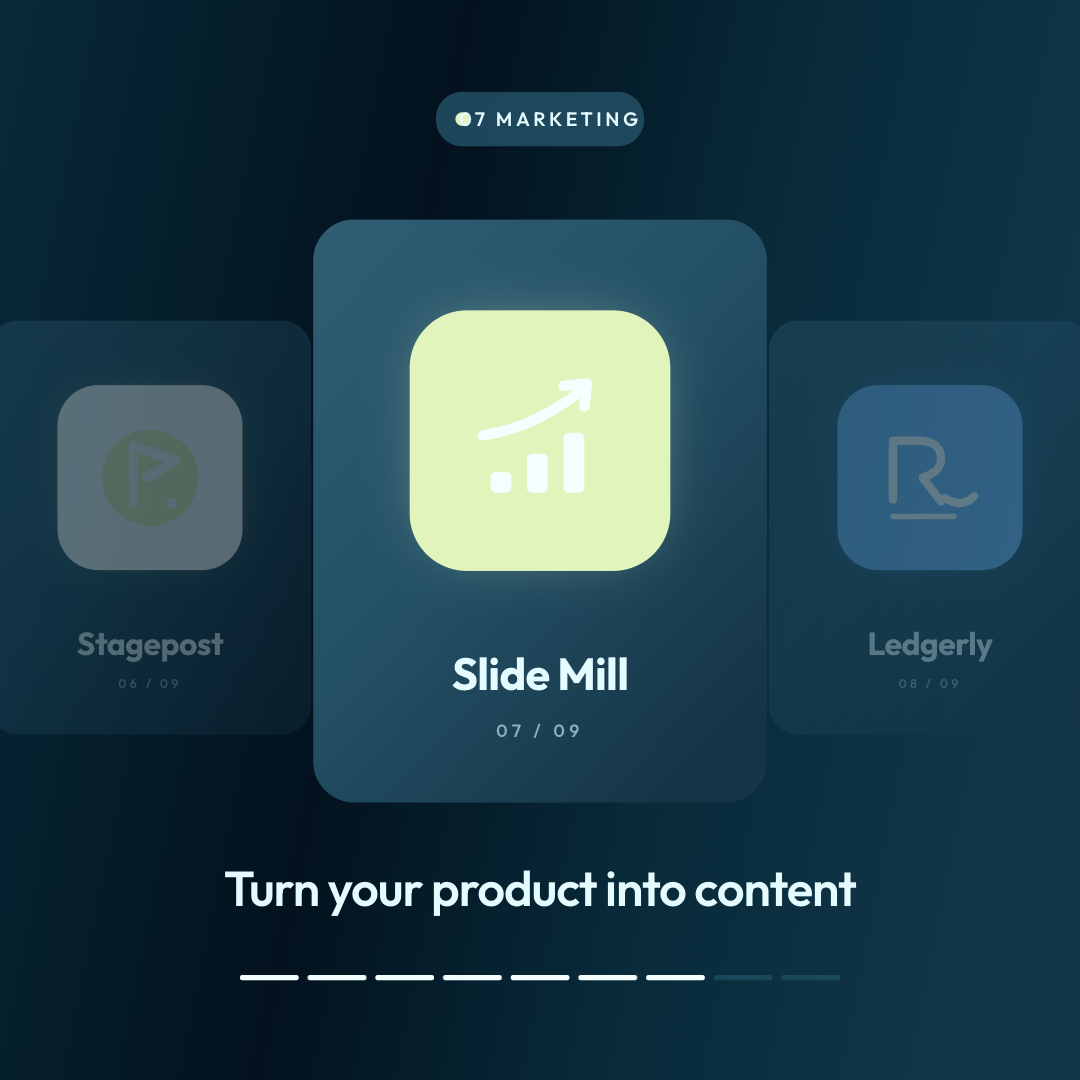 07 MARKETING
Stagepost
06 / 09
Slide Mill
07 / 09
Ledgerly
08 / 09
Turn your product into content